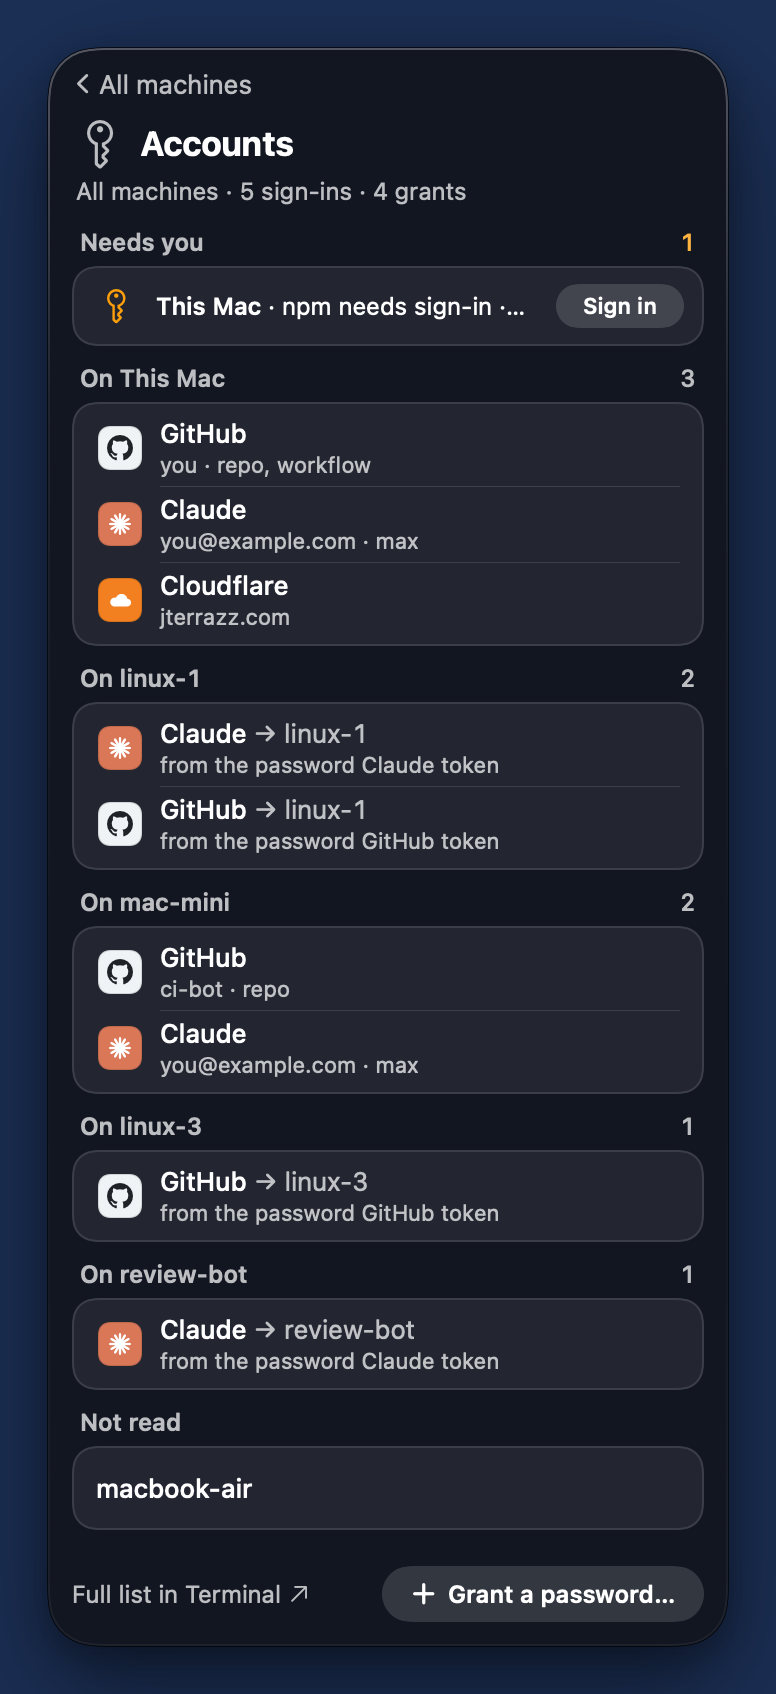 All machines
Accounts
All machines · 5 sign-ins · 4 grants
Needs you 1
This Mac · npm needs sign-in ·... Sign in
On This Mac 3
GitHub
you · repo, workflow
Claude
you@example.com · max
Cloudflare
jterrazz.com
On linux-1 2
Claude → linux-1
from the password Claude token
GitHub → linux-1
from the password GitHub token
On mac-mini 2
GitHub
ci-bot · repo
Claude
you@example.com · max
On linux-3 1
GitHub → linux-3
from the password GitHub token
On review-bot 1
Claude → review-bot
from the password Claude token
Not read
macbook-air
Full list in Terminal ↗ + Grant a password...